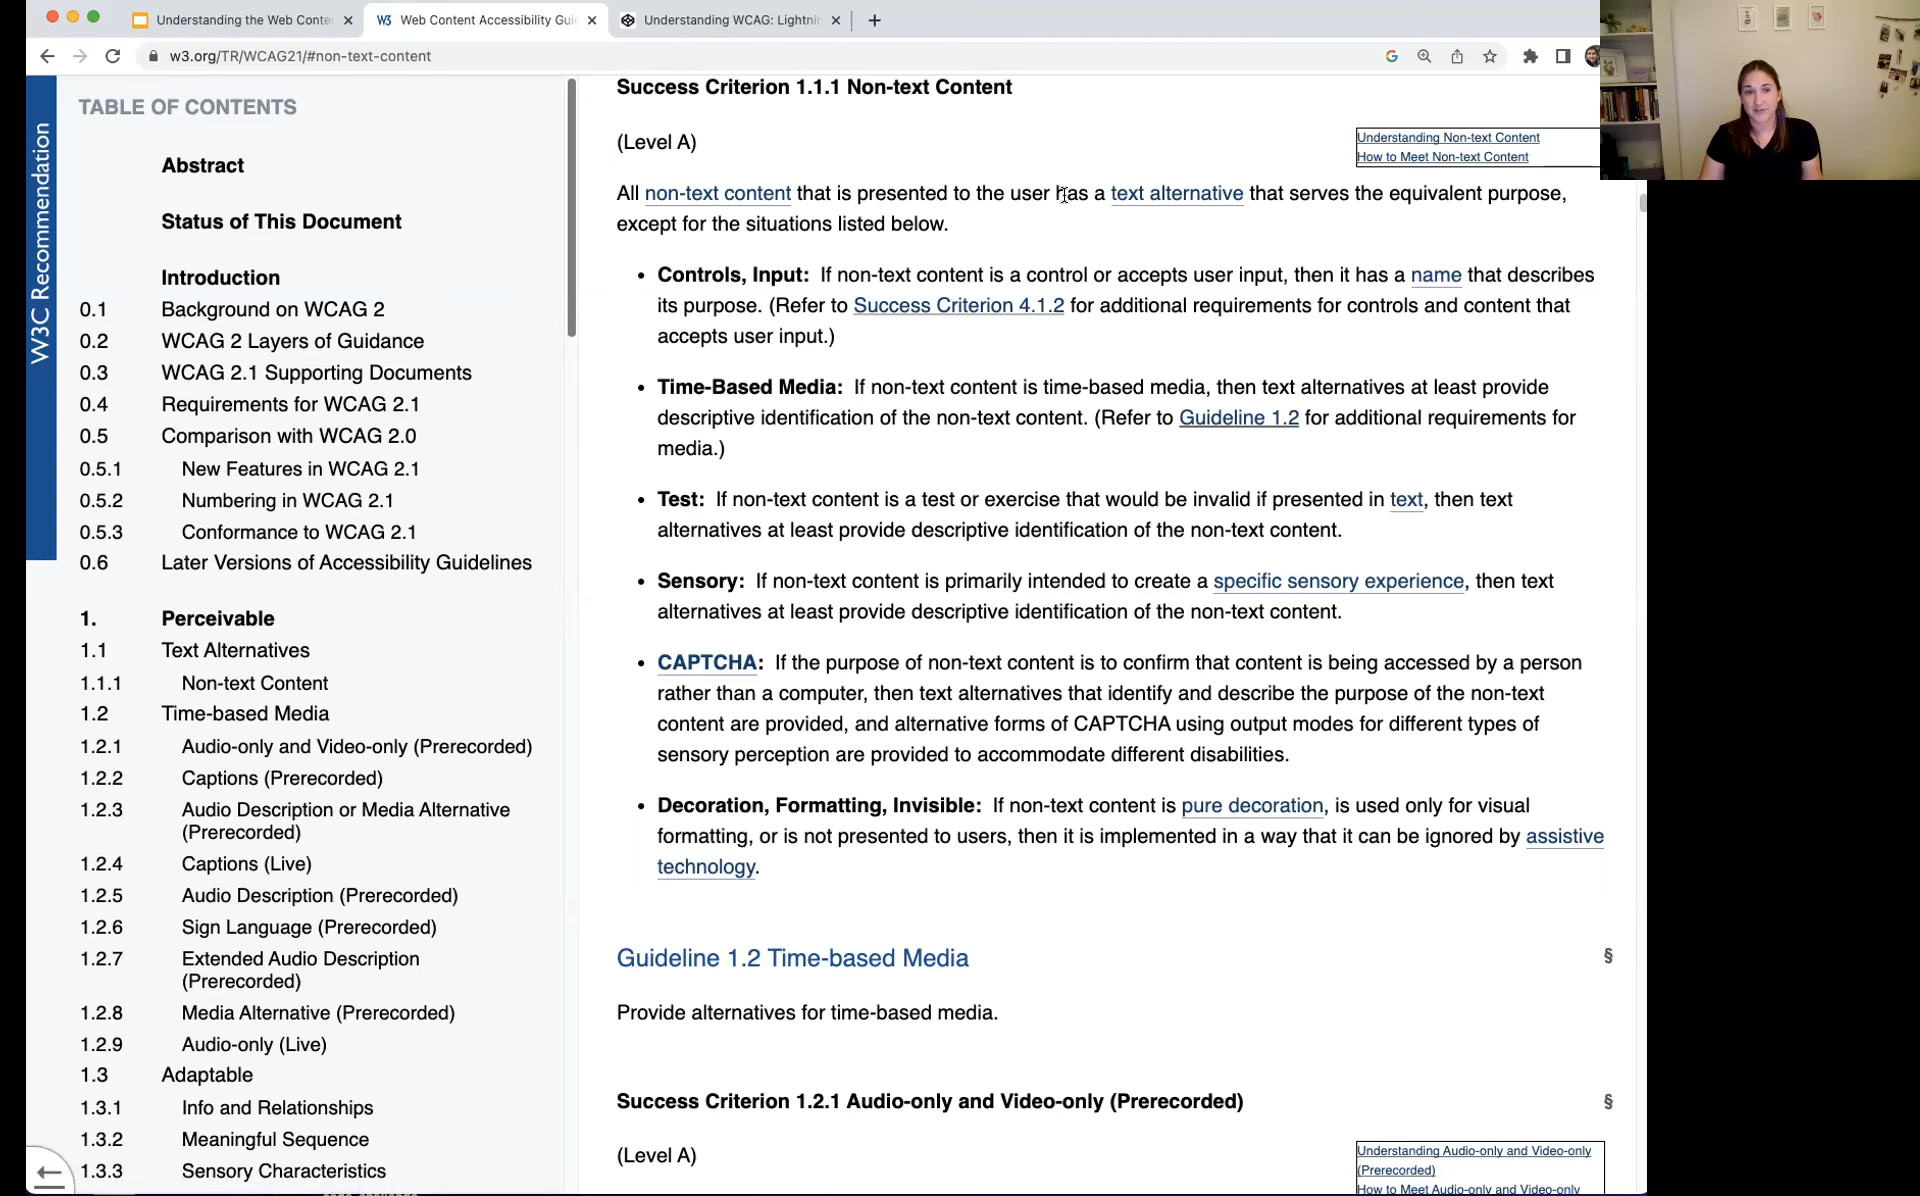 Understanding the Web Conte
W3 Web Content Accessibility Gui
Understanding WCAG: Lightni
w3.org/TR/WCAG21/#non-text-content
W3C Recommendation
TABLE OF CONTENTS
Abstract
Status of This Document
Introduction
0.1 Background on WCAG 2
0.2 WCAG 2 Layers of Guidance
0.3 WCAG 2.1 Supporting Documents
0.4 Requirements for WCAG 2.1
0.5 Comparison with WCAG 2.0
0.5.1 New Features in WCAG 2.1
0.5.2 Numbering in WCAG 2.1
0.5.3 Conformance to WCAG 2.1
0.6 Later Versions of Accessibility Guidelines
1. Perceivable
1.1 Text Alternatives
1.1.1 Non-text Content
1.2 Time-based Media
1.2.1 Audio-only and Video-only (Prerecorded)
1.2.2 Captions (Prerecorded)
1.2.3 Audio Description or Media Alternative
(Prerecorded)
1.2.4 Captions (Live)
1.2.5 Audio Description (Prerecorded)
1.2.6 Sign Language (Prerecorded)
1.2.7 Extended Audio Description
(Prerecorded)
1.2.8 Media Alternative (Prerecorded)
1.2.9 Audio-only (Live)
1.3 Adaptable
1.3.1 Info and Relationships
1.3.2 Meaningful Sequence
1.3.3 Sensory Characteristics
Success Criterion 1.1.1 Non-text Content
(Level A)
Understanding Non-text Content
How to Meet Non-text Content
All non-text content that is presented to the user has a text alternative that serves the equivalent purpose,
except for the situations listed below.
• Controls, Input: If non-text content is a control or accepts user input, then it has a name that describes
its purpose. (Refer to Success Criterion 4.1.2 for additional requirements for controls and content that
accepts user input.)
• Time-Based Media: If non-text content is time-based media, then text alternatives at least provide
descriptive identification of the non-text content. (Refer to Guideline 1.2 for additional requirements for
media.)
• Test: If non-text content is a test or exercise that would be invalid if presented in text, then text
alternatives at least provide descriptive identification of the non-text content.
• Sensory: If non-text content is primarily intended to create a specific sensory experience, then text
alternatives at least provide descriptive identification of the non-text content.
• CAPTCHA: If the purpose of non-text content is to confirm that content is being accessed by a person
rather than a computer, then text alternatives that identify and describe the purpose of the non-text
content are provided, and alternative forms of CAPTCHA using output modes for different types of
sensory perception are provided to accommodate different disabilities.
• Decoration, Formatting, Invisible: If non-text content is pure decoration, is used only for visual
formatting, or is not presented to users, then it is implemented in a way that it can be ignored by assistive
technology.
Guideline 1.2 Time-based Media §
Provide alternatives for time-based media.
Success Criterion 1.2.1 Audio-only and Video-only (Prerecorded) §
(Level A)
Understanding Audio-only and Video-only
(Prerecorded)
How to Meet Audio-only and Video-only